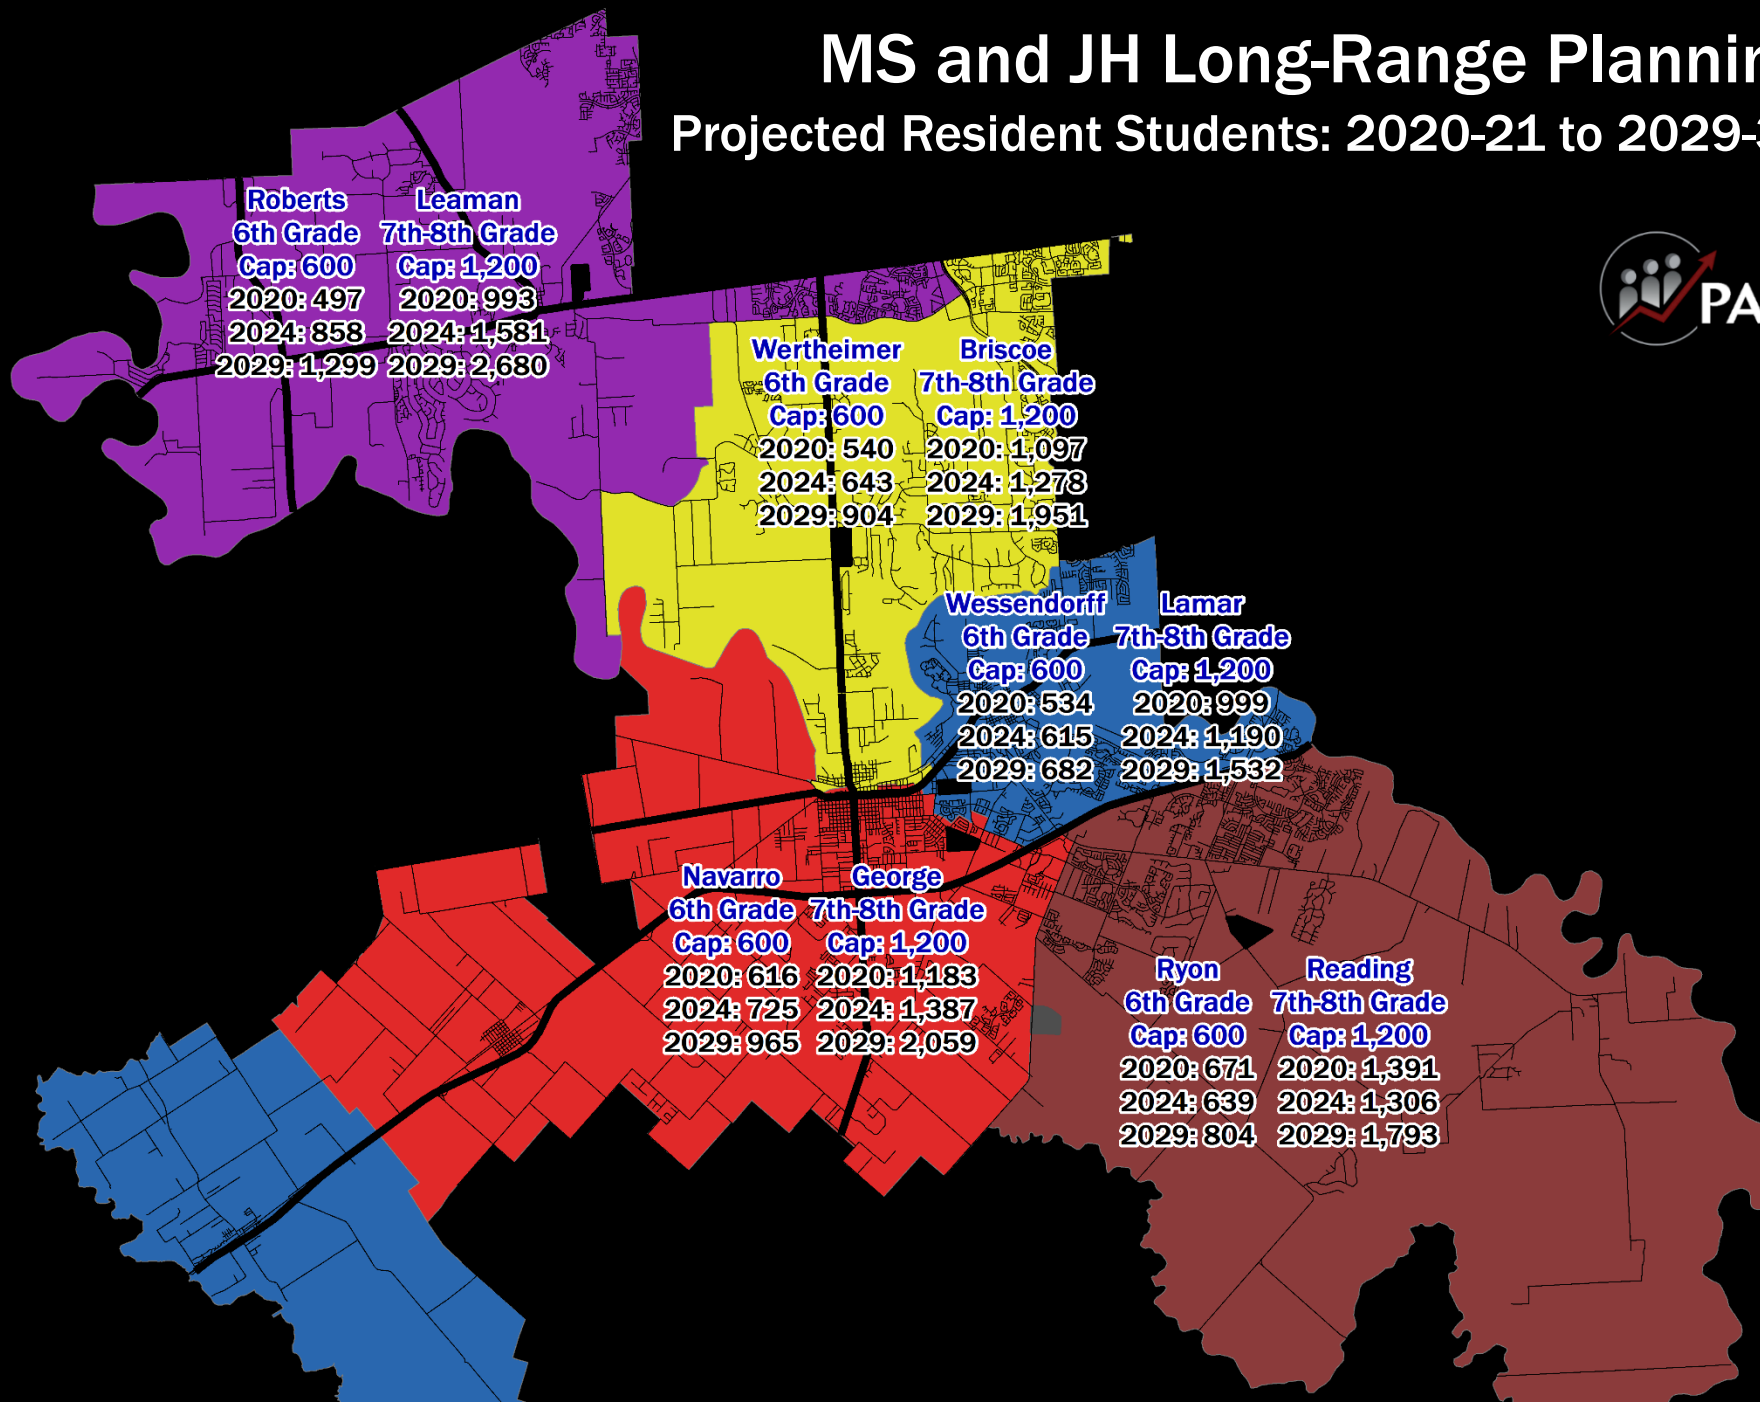 MS and JH Long-Range Plannin
Projected Resident Students: 2020-21 to 2029-3
PA
Roberts
6th Grade
Cap: 600
2020: 497
2024: 858
2029: 1,299
Leaman
7th-8th Grade
Cap: 1,200
2020: 993
2024: 1,581
2029: 2,680
Wertheimer
6th Grade
Cap: 600
2020: 540
2024: 643
2029: 904
Briscoe
7th-8th Grade
Cap: 1,200
2020: 1,097
2024: 1,278
2029: 1,951
Wessendorff
6th Grade
Cap: 600
2020: 534
2024: 615
2029: 682
Lamar
7th-8th Grade
Cap: 1,200
2020: 999
2024: 1,190
2029: 1,532
Navarro
6th Grade
Cap: 600
2020: 616
2024: 725
2029: 965
George
7th-8th Grade
Cap: 1,200
2020: 1,183
2024: 1,387
2029: 2,059
Ryon
6th Grade
Cap: 600
2020: 671
2024: 639
2029: 804
Reading
7th-8th Grade
Cap: 1,200
2020: 1,391
2024: 1,306
2029: 1,793